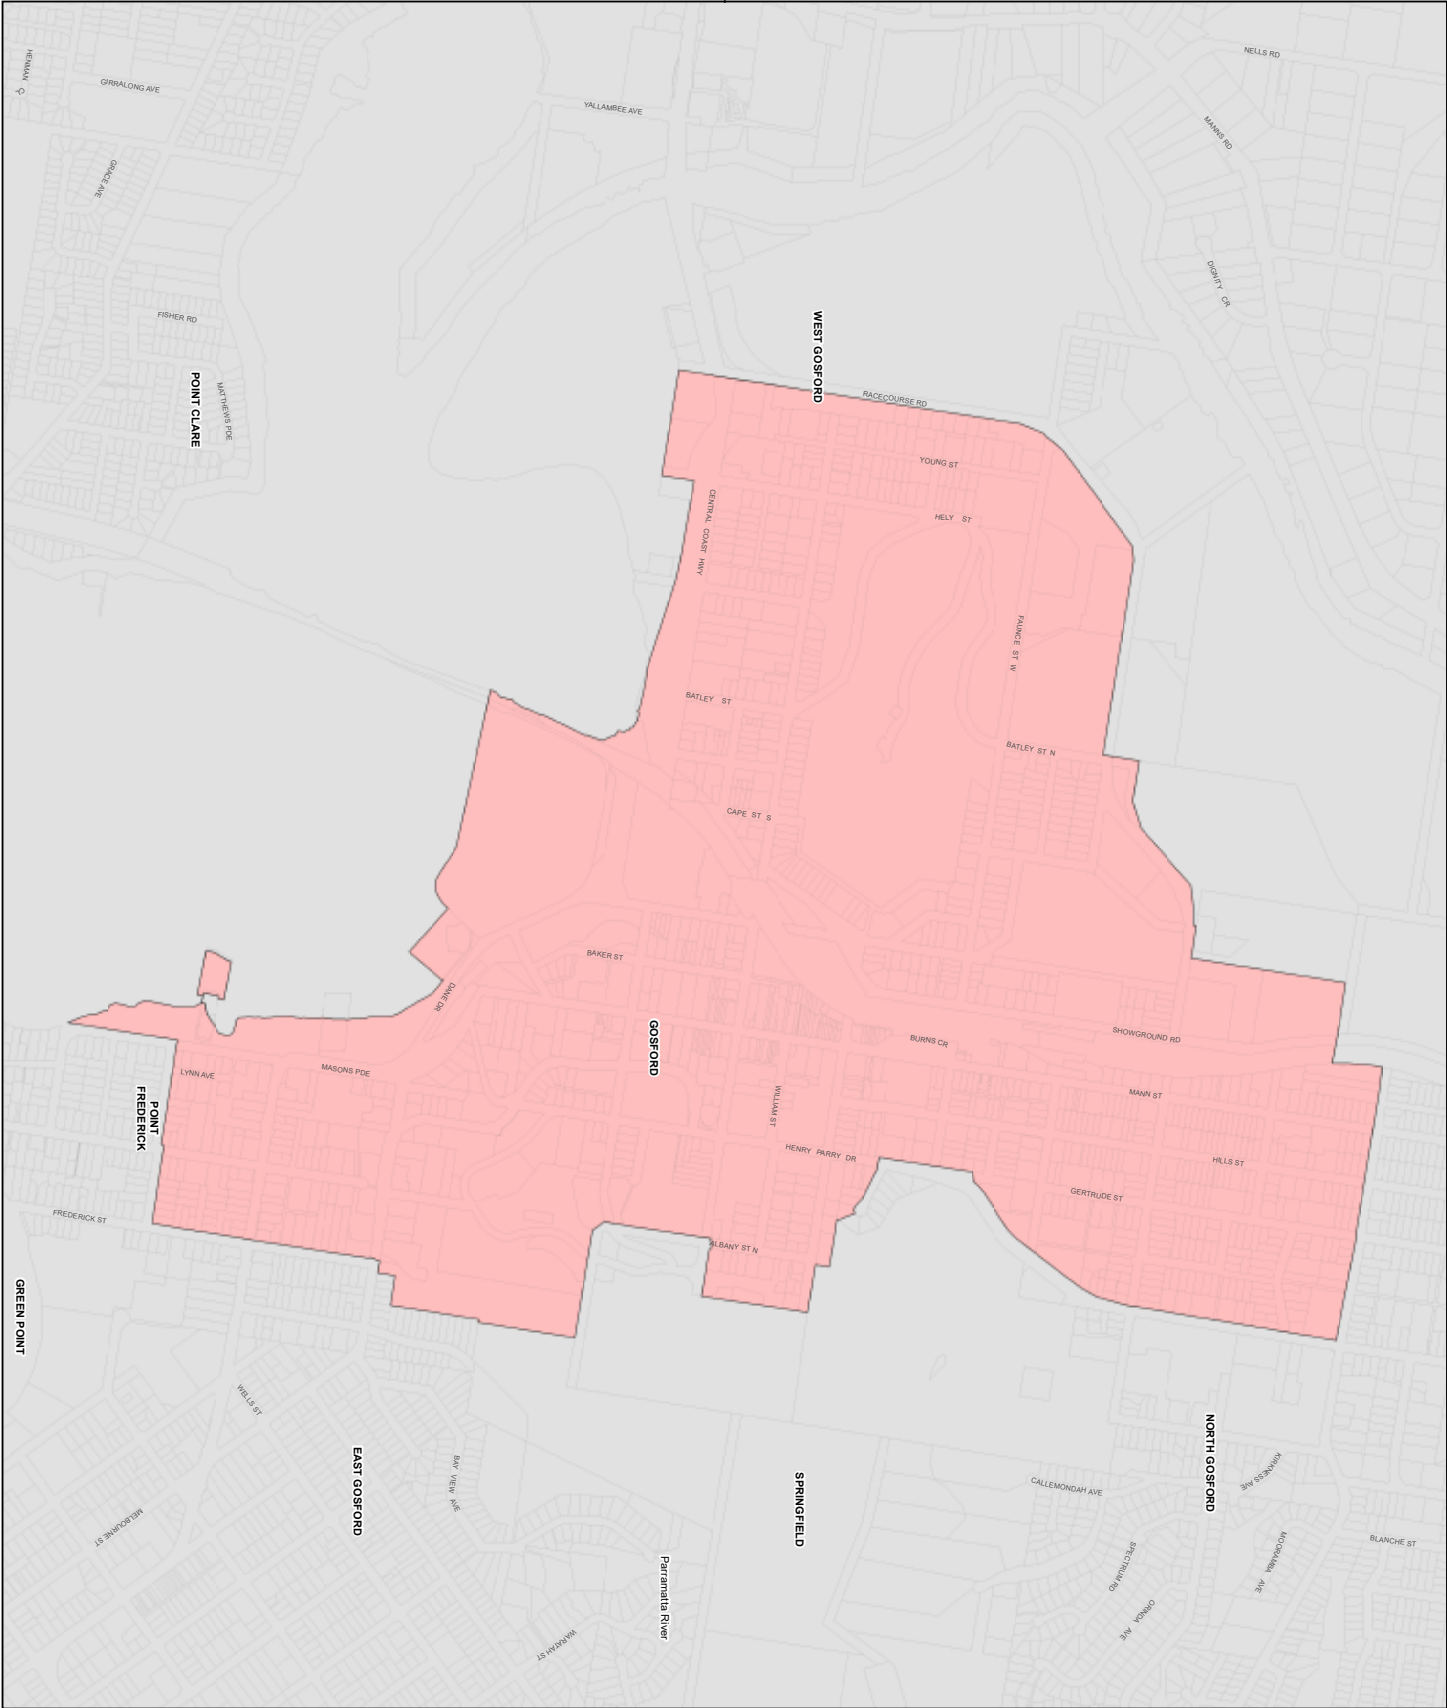 NELLS RD
HENMAN CL
GIRRALONG AVE
YALLAMBEE AVE
MANNS RD
GRACE AVE
DIGNITY CR
FISHER RD
WEST GOSFORD
MATTHEWS PDE
POINT CLARE
RACECOURSE RD
YOUNG ST
CENTRAL COAST HWY
HELY ST
FAUNCE ST W
BATLEY ST
BATLEY ST N
CAPE ST S
BAKER ST
DANE DR
GOSFORD
BURNS CR
SHOWGROUND RD
LYNN AVE
MASONS PDE
MANN ST
POINT
FREDERICK
WILLIAM ST
HENRY PARRY DR
HILLS ST
GERTRUDE ST
FREDERICK ST
ALBANY ST N
GREEN POINT
WELLS ST
EAST GOSFORD
BAY VIEW AVE
SPRINGFIELD
NORTH GOSFORD
KIRKNESS AVE
CALLEMONDAH AVE
MELBOURNE ST
BLANCHE ST
MOORAMBA AVE
SPECTRUM RD
Parramatta River
ORINDA AVE
WARATAH ST